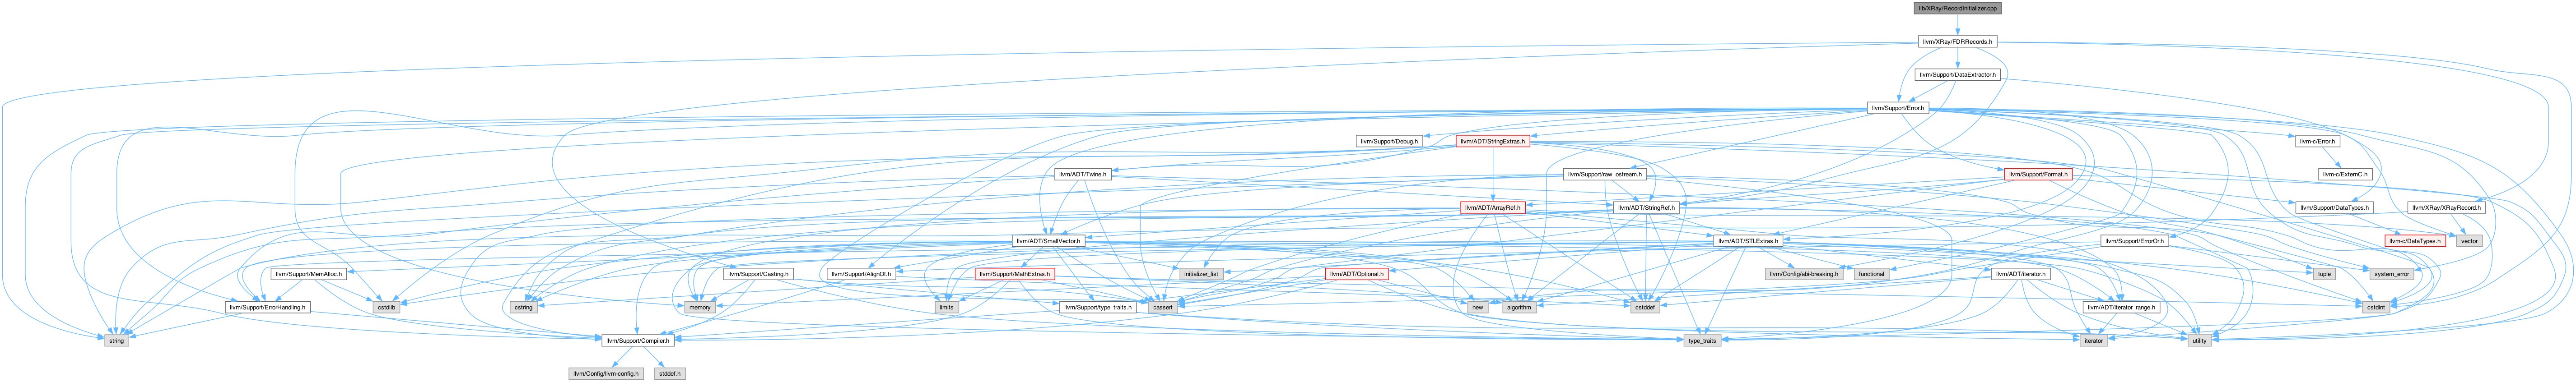 lib/XRay/RecordInitializer.cpp
llvm/XRay/FDRRecords.h
llvm/Support/DataExtractor.h
llvm/Support/Error.h
llvm/Support/Debug.h
llvm/ADT/StringExtras.h
llvm-c/Error.h
llvm/ADT/Twine.h
llvm/Support/raw_ostream.h
llvm/Support/Format.h
llvm-c/ExternC.h
llvm/ADT/ArrayRef.h
llvm/ADT/StringRef.h
llvm/Support/DataTypes.h
llvm/XRay/XRayRecord.h
llvm/ADT/SmallVector.h
llvm/ADT/STLExtras.h
llvm/Support/ErrorOr.h
llvm-c/DataTypes.h
vector
llvm/Support/MemAlloc.h
llvm/Support/Casting.h
llvm/Support/AlignOf.h
llvm/Support/MathExtras.h
initializer_list
llvm/ADT/Optional.h
llvm/Config/abi-breaking.h
functional
llvm/ADT/iterator.h
tuple
system_error
llvm/Support/ErrorHandling.h
cstdlib
cstring
memory
limits
llvm/Support/type_traits.h
cassert
new
algorithm
cstddef
llvm/ADT/iterator_range.h
cstdint
string
llvm/Support/Compiler.h
type_traits
iterator
utility
llvm/Config/llvm-config.h
stddef.h